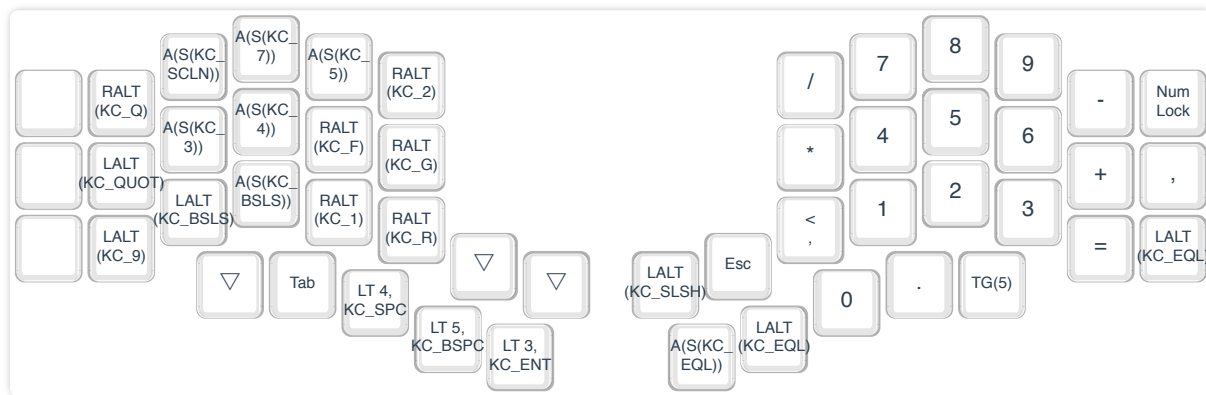 A(S(KC_
SCLN))
A(S(KC_
7))
A(S(KC_
5))
RALT
(KC_2)
RALT
(KC_Q)
A(S(KC_
3))
A(S(KC_
4))
RALT
(KC_F)
RALT
(KC_G)
LALT
(KC_QUOT)
LALT
(KC_BSLS)
A(S(KC_
BSLS))
RALT
(KC_1)
RALT
(KC_R)
LALT
(KC_9)
▽
Tab
LT 4,
KC_SPC
▽
▽
LT 5,
KC_BSPC
LT 3,
KC_ENT
/
7
8
9
-
Num
Lock
*
4
5
6
+
,
<
,
1
2
3
=
LALT
(KC_EQL)
LALT
(KC_SLSH)
Esc
0
.
TG(5)
A(S(KC_
EQL))
LALT
(KC_EQL)